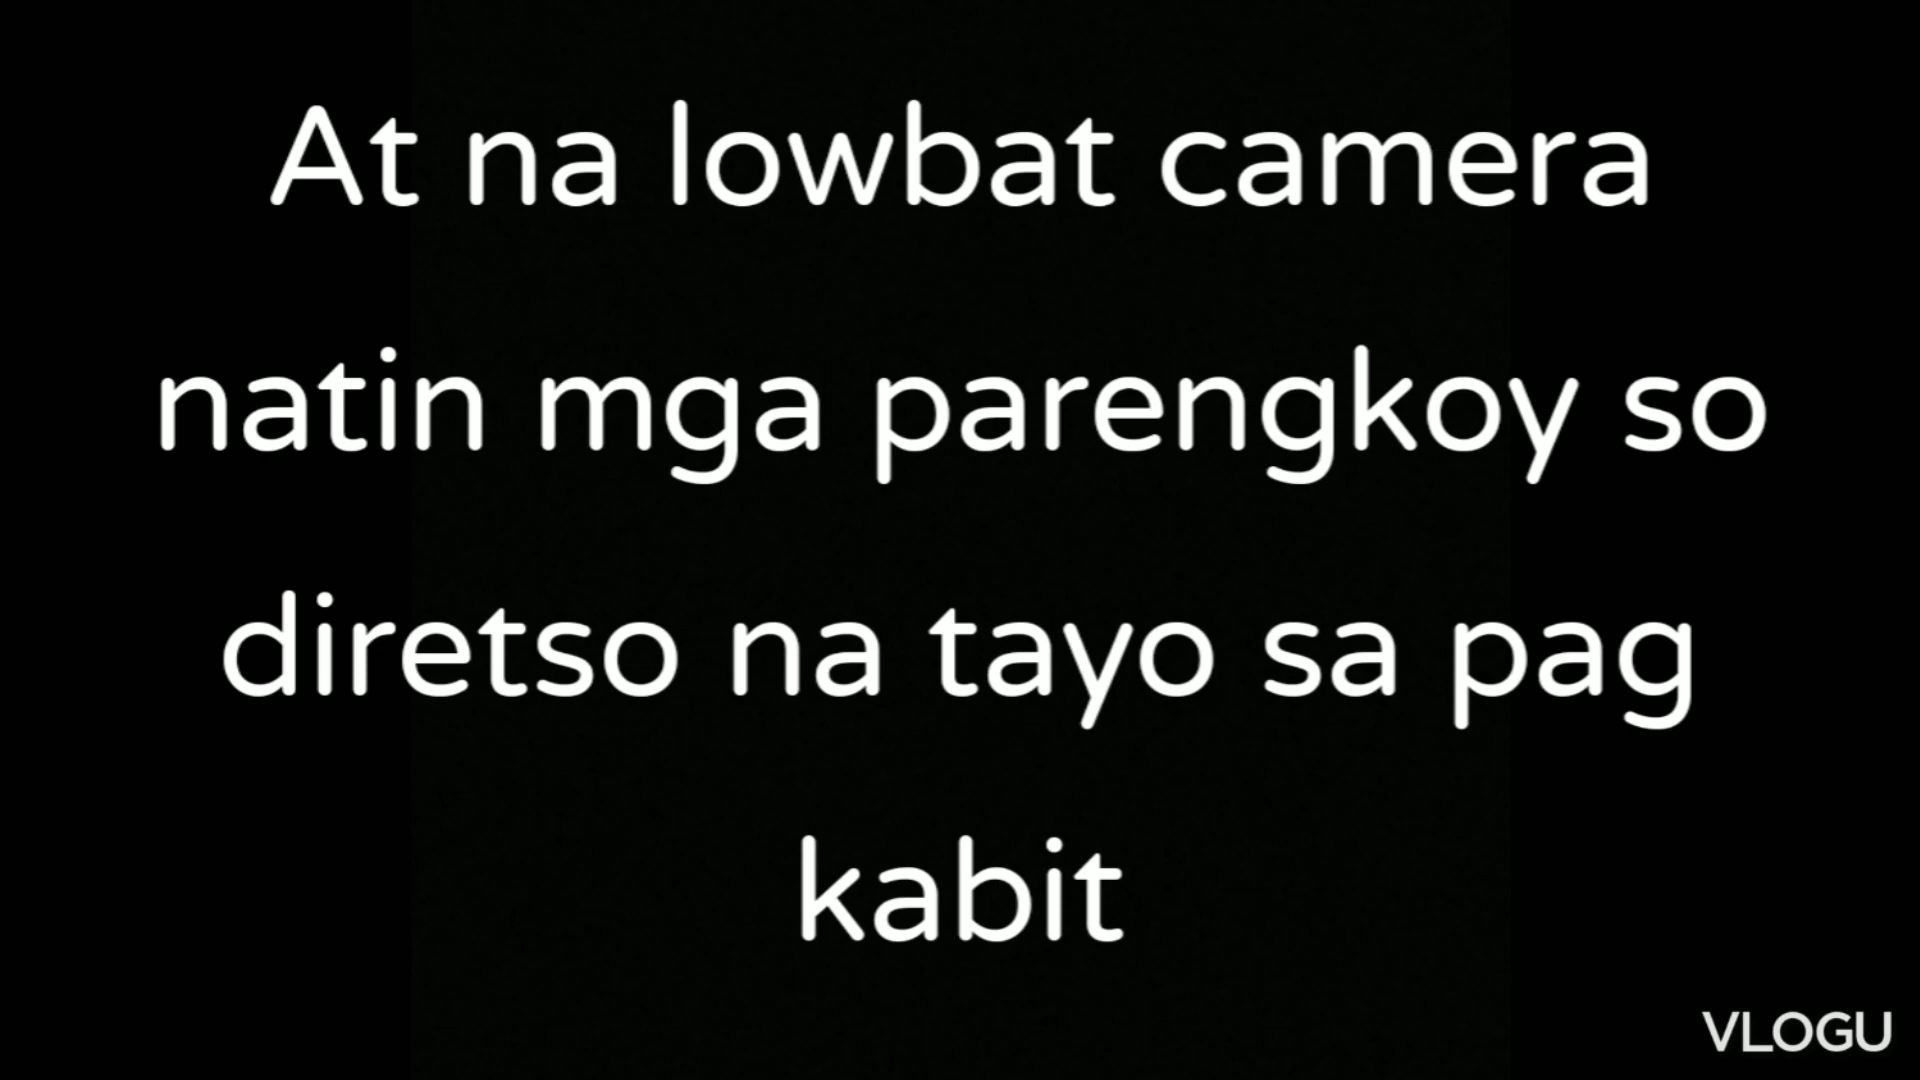 At na lowbat camera
natin mga parengkoy so
diretso na tayo sa pag
kabit
VLOGU